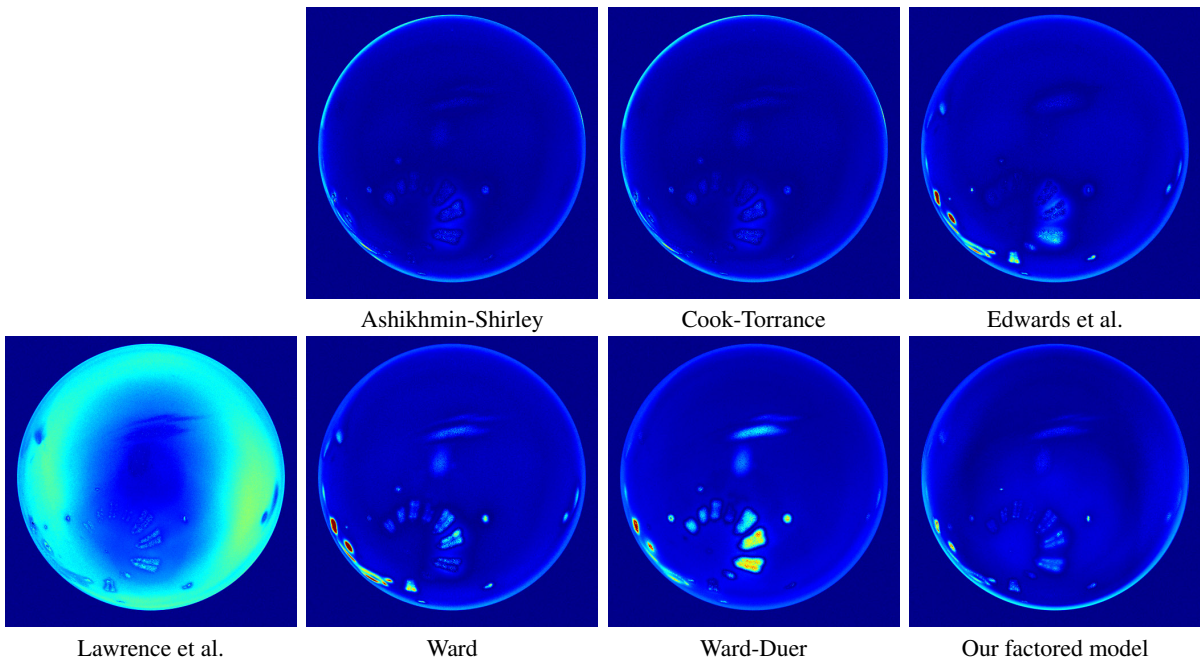 Ashikhmin-Shirley
Cook-Torrance
Edwards et al.
Lawrence et al.
Ward
Ward-Duer
Our factored model